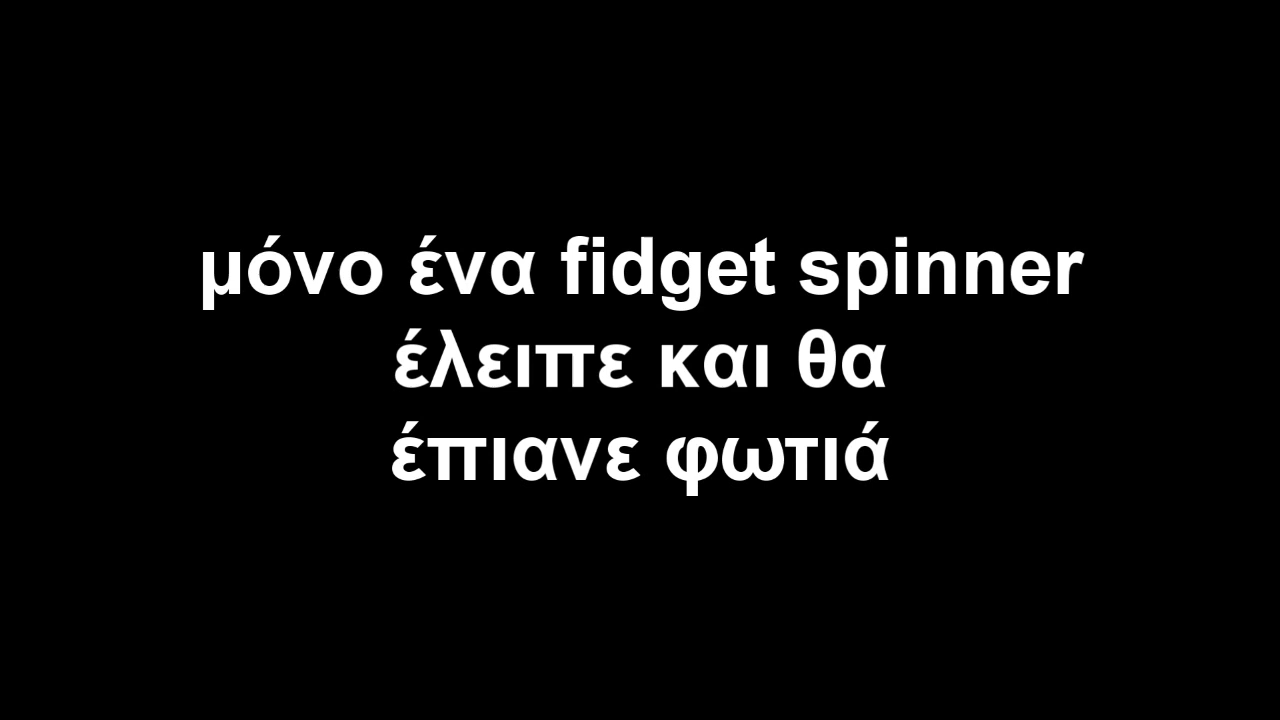 μόνο ένα fidget spinner
έλειπε και θα
έπιανε φωτιά